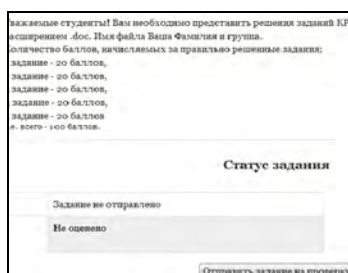 важаемые студенты! Вам необходимо представить решения заданий КР
асширением .doc. Имя файла Ваша Фамилия и группа.
оличество баллов, начисляемых за правильно решенные задания:
задание - 20 баллов,
задание - 20 баллов,
задание - 20 баллов,
задание - 20 баллов,
задание - 20 баллов
.е. всего - 100 баллов.
Статус задания
Задание не отправлено
Не оценено
Отправить задание на проверку